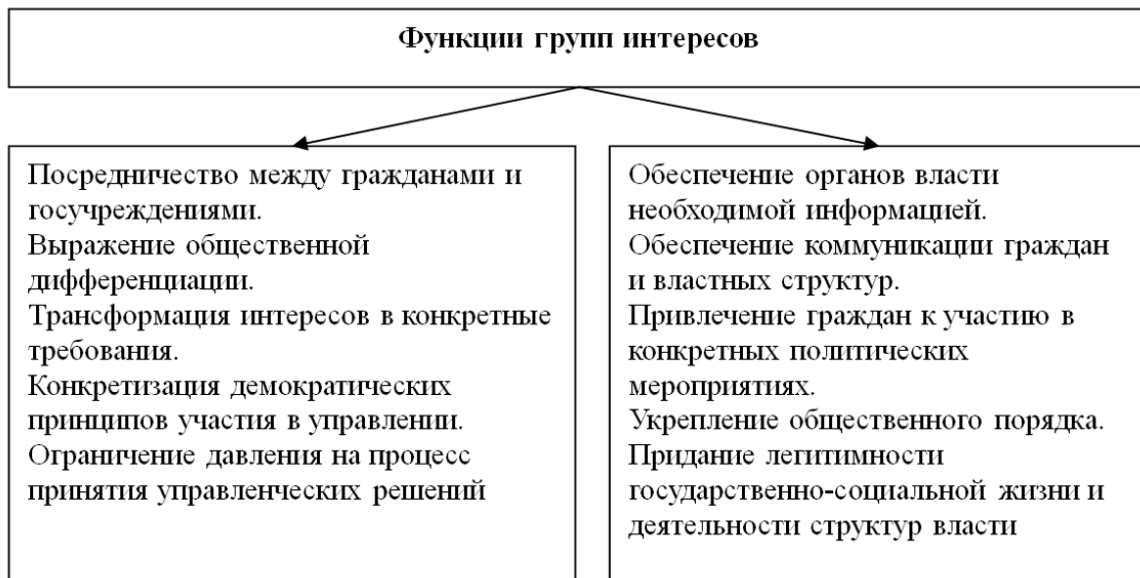 Функции групп интересов
Посредничество между гражданами и
госучреждениями.
Выражение общественной
дифференциации.
Трансформация интересов в конкретные
требования.
Конкретизация демократических
принципов участия в управлении.
Ограничение давления на процесс
принятия управленческих решений
Обеспечение органов власти
необходимой информацией.
Обеспечение коммуникации граждан
и властных структур.
Привлечение граждан к участию в
конкретных политических
мероприятиях.
Укрепление общественного порядка.
Придание легитимности
государственно-социальной жизни и
деятельности структур власти